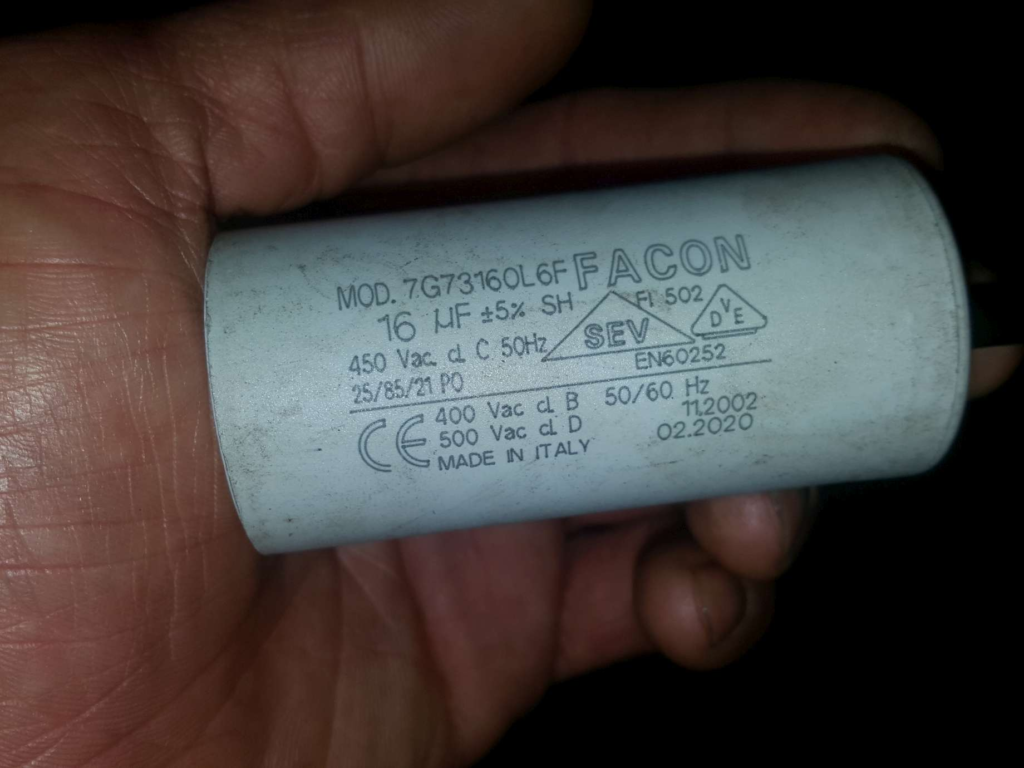 MOD. 7G73160L6F FACON
16 µF ±5% SH FI 502
450 Vac. cl. C 50Hz SEV DVE
25/85/21 PO EN60252
CE 400 Vac cl. B 50/60 Hz
500 Vac cl. D 11.2002
MADE IN ITALY 02.2020